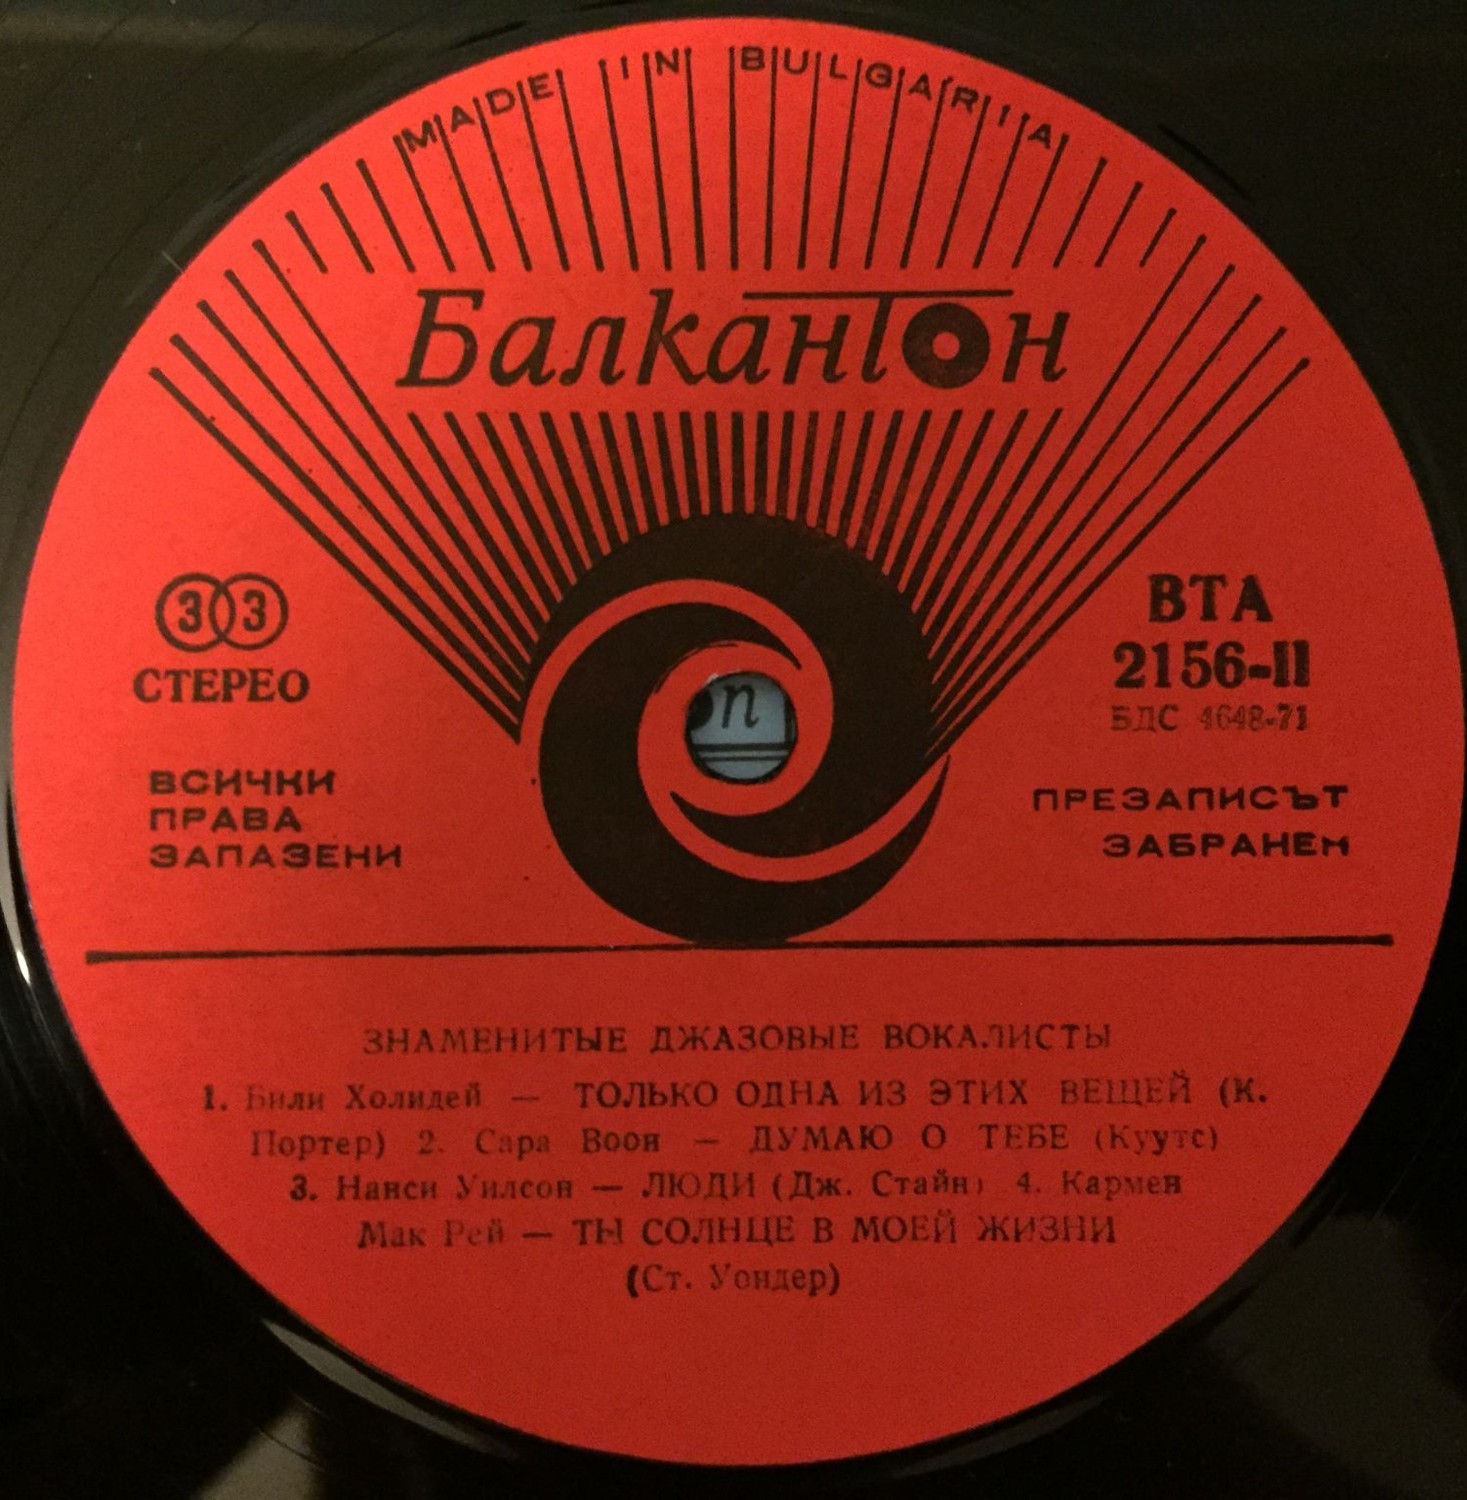 MADE IN BULGARIA
Балкантон
33
СТЕРЕО
ВСИЧКИ
ПРАВА
ЗАПАЗЕНИ
ВТА
2156-II
БДС 4648-71
ПРЕЗАПИСЪТ
ЗАБРАНЕН
ЗНАМЕНИТЫЕ ДЖАЗОВЫЕ ВОКАЛИСТЫ
1. Били Холидей — ТОЛЬКО ОДНА ИЗ ЭТИХ ВЕЩЕЙ (К.
Портер) 2. Сара Воон — ДУМАЮ О ТЕБЕ (Куутс)
3. Нанси Уилсон — ЛЮДИ (Дж. Стайн) 4. Кармен
Мак Рей — ТЫ СОЛНЦЕ В МОЕЙ ЖИЗНИ
(Ст. Уондер)